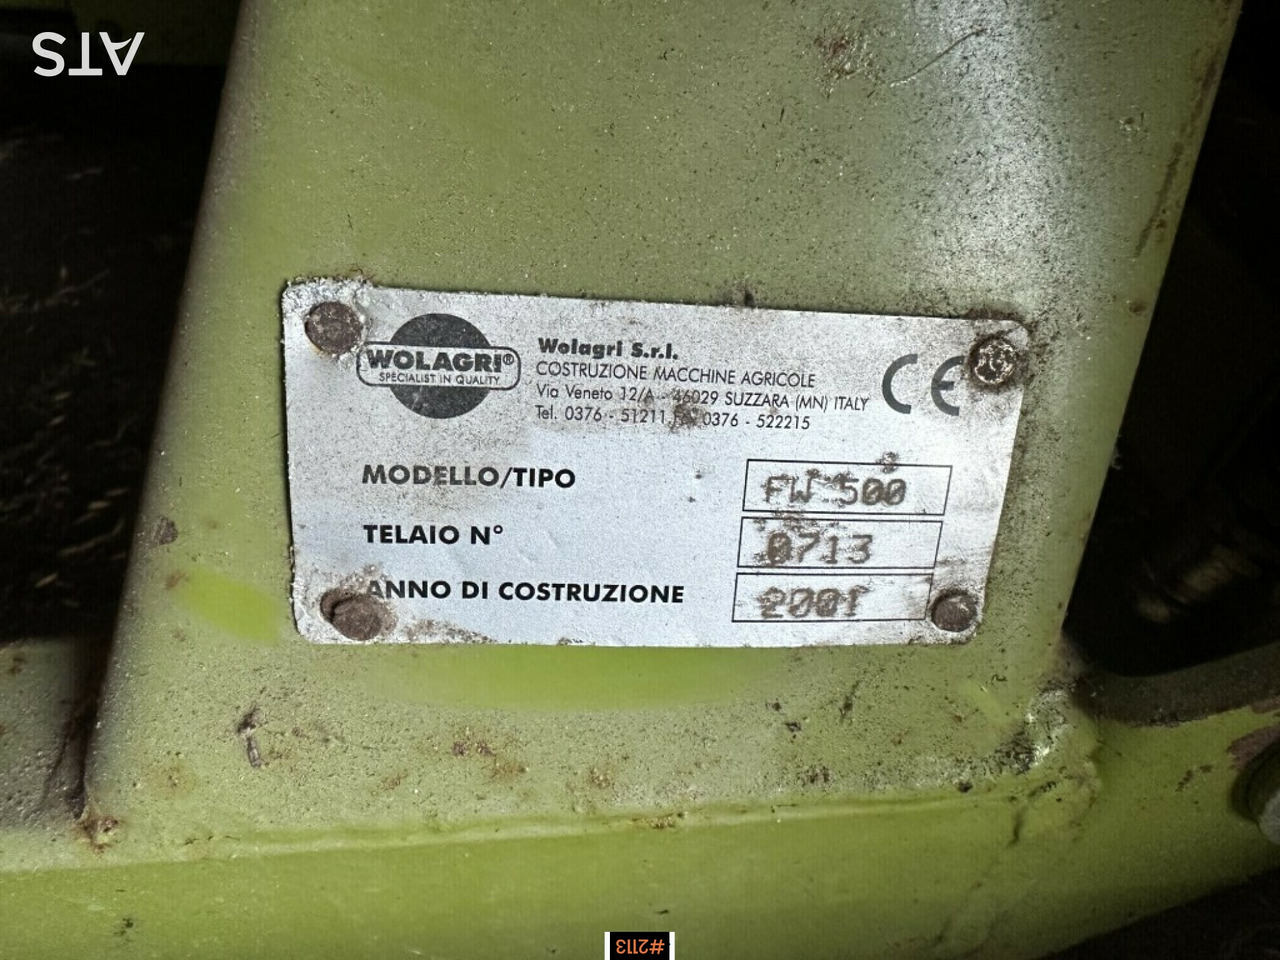 ATS
WOLAGRI®
SPECIALIST IN QUALITY
Wolagri S.r.l.
COSTRUZIONE MACCHINE AGRICOLE
Via Veneto 12/A - 46029 SUZZARA (MN) ITALY
Tel. 0376 - 51211 0376 - 522215
CE
MODELLO/TIPO FW 500
TELAIO N° 0713
ANNO DI COSTRUZIONE 2001
#2113